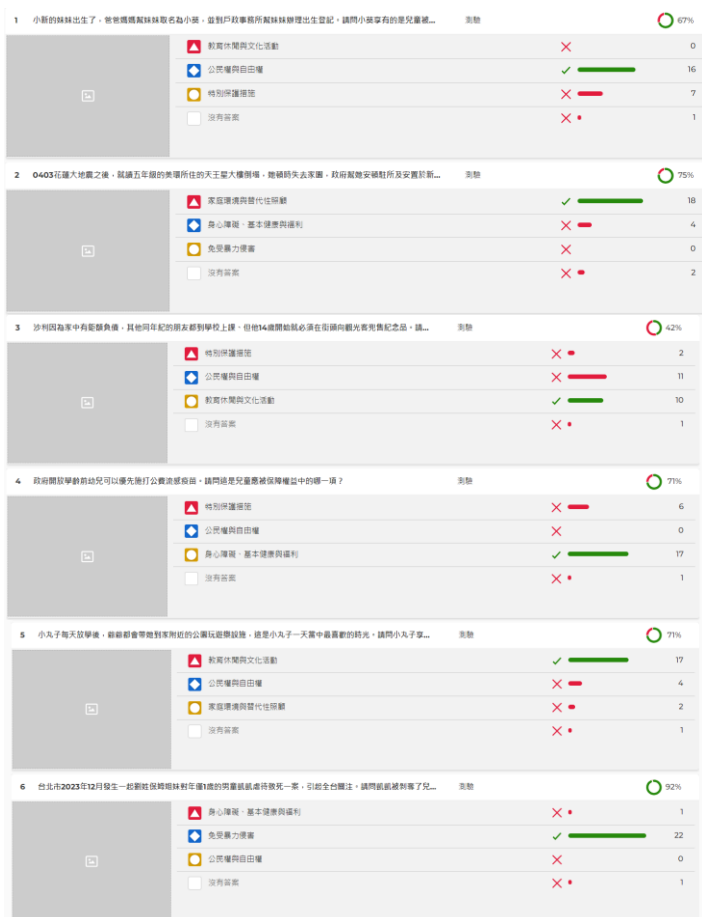 1 小新的妹妹出生了，爸爸媽媽幫妹妹取名為小葵，並到戶政事務所幫妹妹辦理出生登記。請問小葵享有的是兒童被... 測驗 67%
教育休閒與文化活動 0
公民權與自由權 16
特別保護措施 7
沒有答案 1
2 0403花蓮大地震之後，就讀五年級的美環所住的天王星大樓倒塌，她頓時失去家園，政府幫她安頓駐所及安置於新... 測驗 75%
家庭環境與替代性照顧 18
身心障礙、基本健康與福利 4
免受暴力侵害 0
沒有答案 2
3 沙利因為家中有鉅額負債，其他同年紀的朋友都到學校上課、但他14歲開始就必須在街頭向觀光客兜售紀念品。請... 測驗 42%
特別保護措施 2
公民權與自由權 11
教育休閒與文化活動 10
沒有答案 1
4 政府開放學齡前幼兒可以優先施打公費流感疫苗。請問這是兒童應被保障權益中的哪一項？ 測驗 71%
特別保護措施 6
公民權與自由權 0
身心障礙、基本健康與福利 17
沒有答案 1
5 小丸子每天放學後，爺爺都會帶她到家附近的公園玩遊樂設施，這是小丸子一天當中最喜歡的時光。請問小丸子享... 測驗 71%
教育休閒與文化活動 17
公民權與自由權 4
家庭環境與替代性照顧 2
沒有答案 1
6 台北市2023年12月發生一起劉姓保姆姐妹對年僅1歲的男童凱凱虐待致死一案，引起全台關注。請問凱凱被剝奪了兒... 測驗 92%
身心障礙、基本健康與福利 1
免受暴力侵害 22
公民權與自由權 0
沒有答案 1